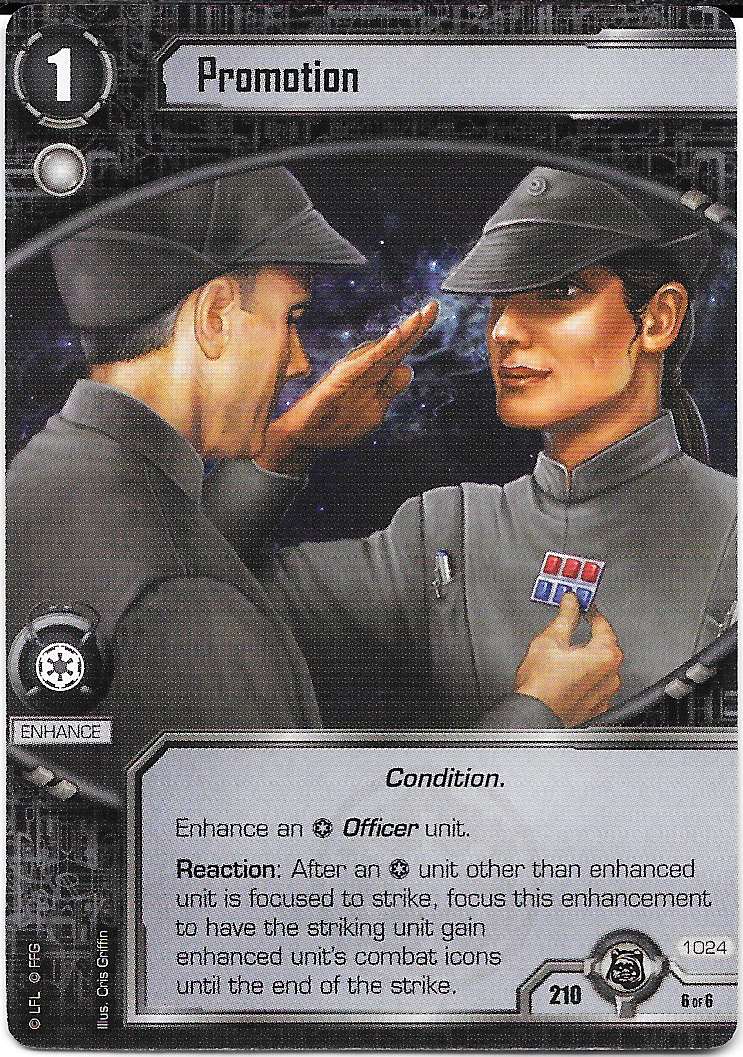 1
Promotion
ENHANCE
Condition.
Enhance an Officer unit.
Reaction: After an unit other than enhanced
unit is focused to strike, focus this enhancement
to have the striking unit gain
enhanced unit's combat icons
until the end of the strike.
210
1024
6 OF 6
© LFL © FFG
Illus. Cris Griffin